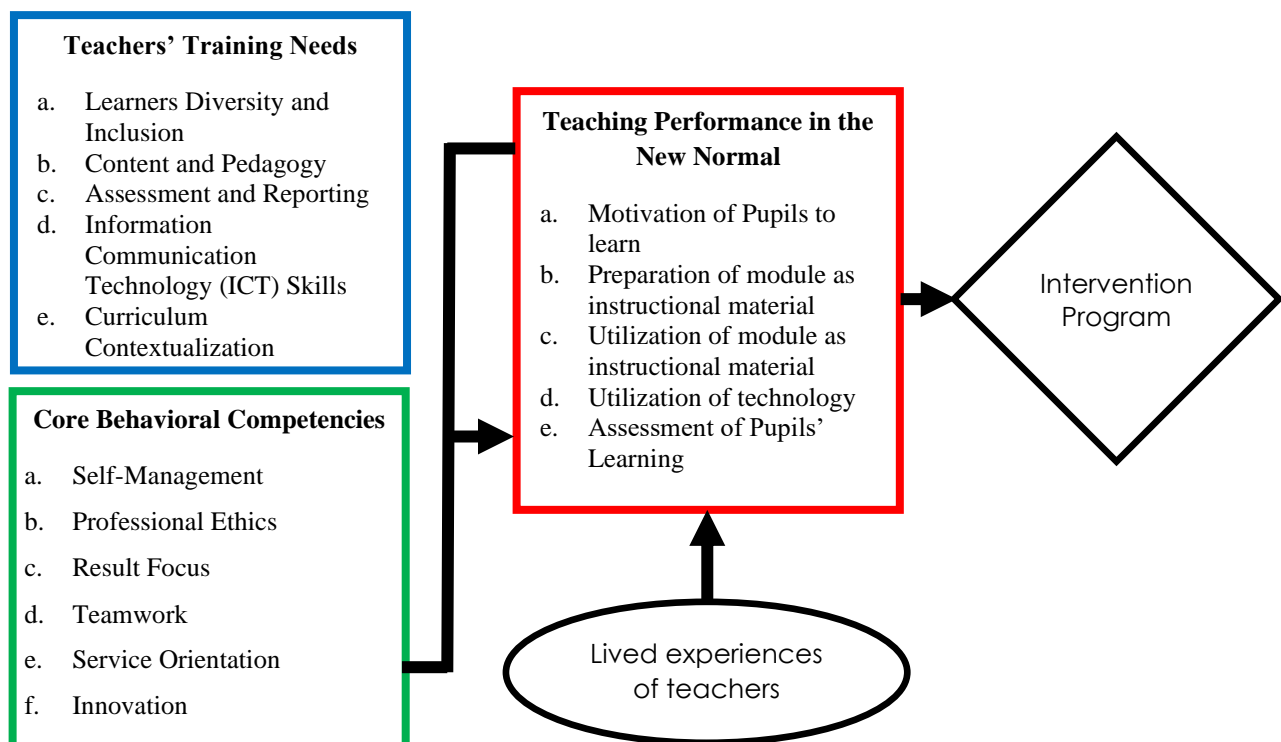 Teachers’ Training Needs
a. Learners Diversity and
Inclusion
b. Content and Pedagogy
c. Assessment and Reporting
d. Information
Communication
Technology (ICT) Skills
e. Curriculum
Contextualization
Core Behavioral Competencies
a. Self-Management
b. Professional Ethics
c. Result Focus
d. Teamwork
e. Service Orientation
f. Innovation
Teaching Performance in the
New Normal
a. Motivation of Pupils to
learn
b. Preparation of module as
instructional material
c. Utilization of module as
instructional material
d. Utilization of technology
e. Assessment of Pupils’
Learning
Lived experiences
of teachers
Intervention
Program